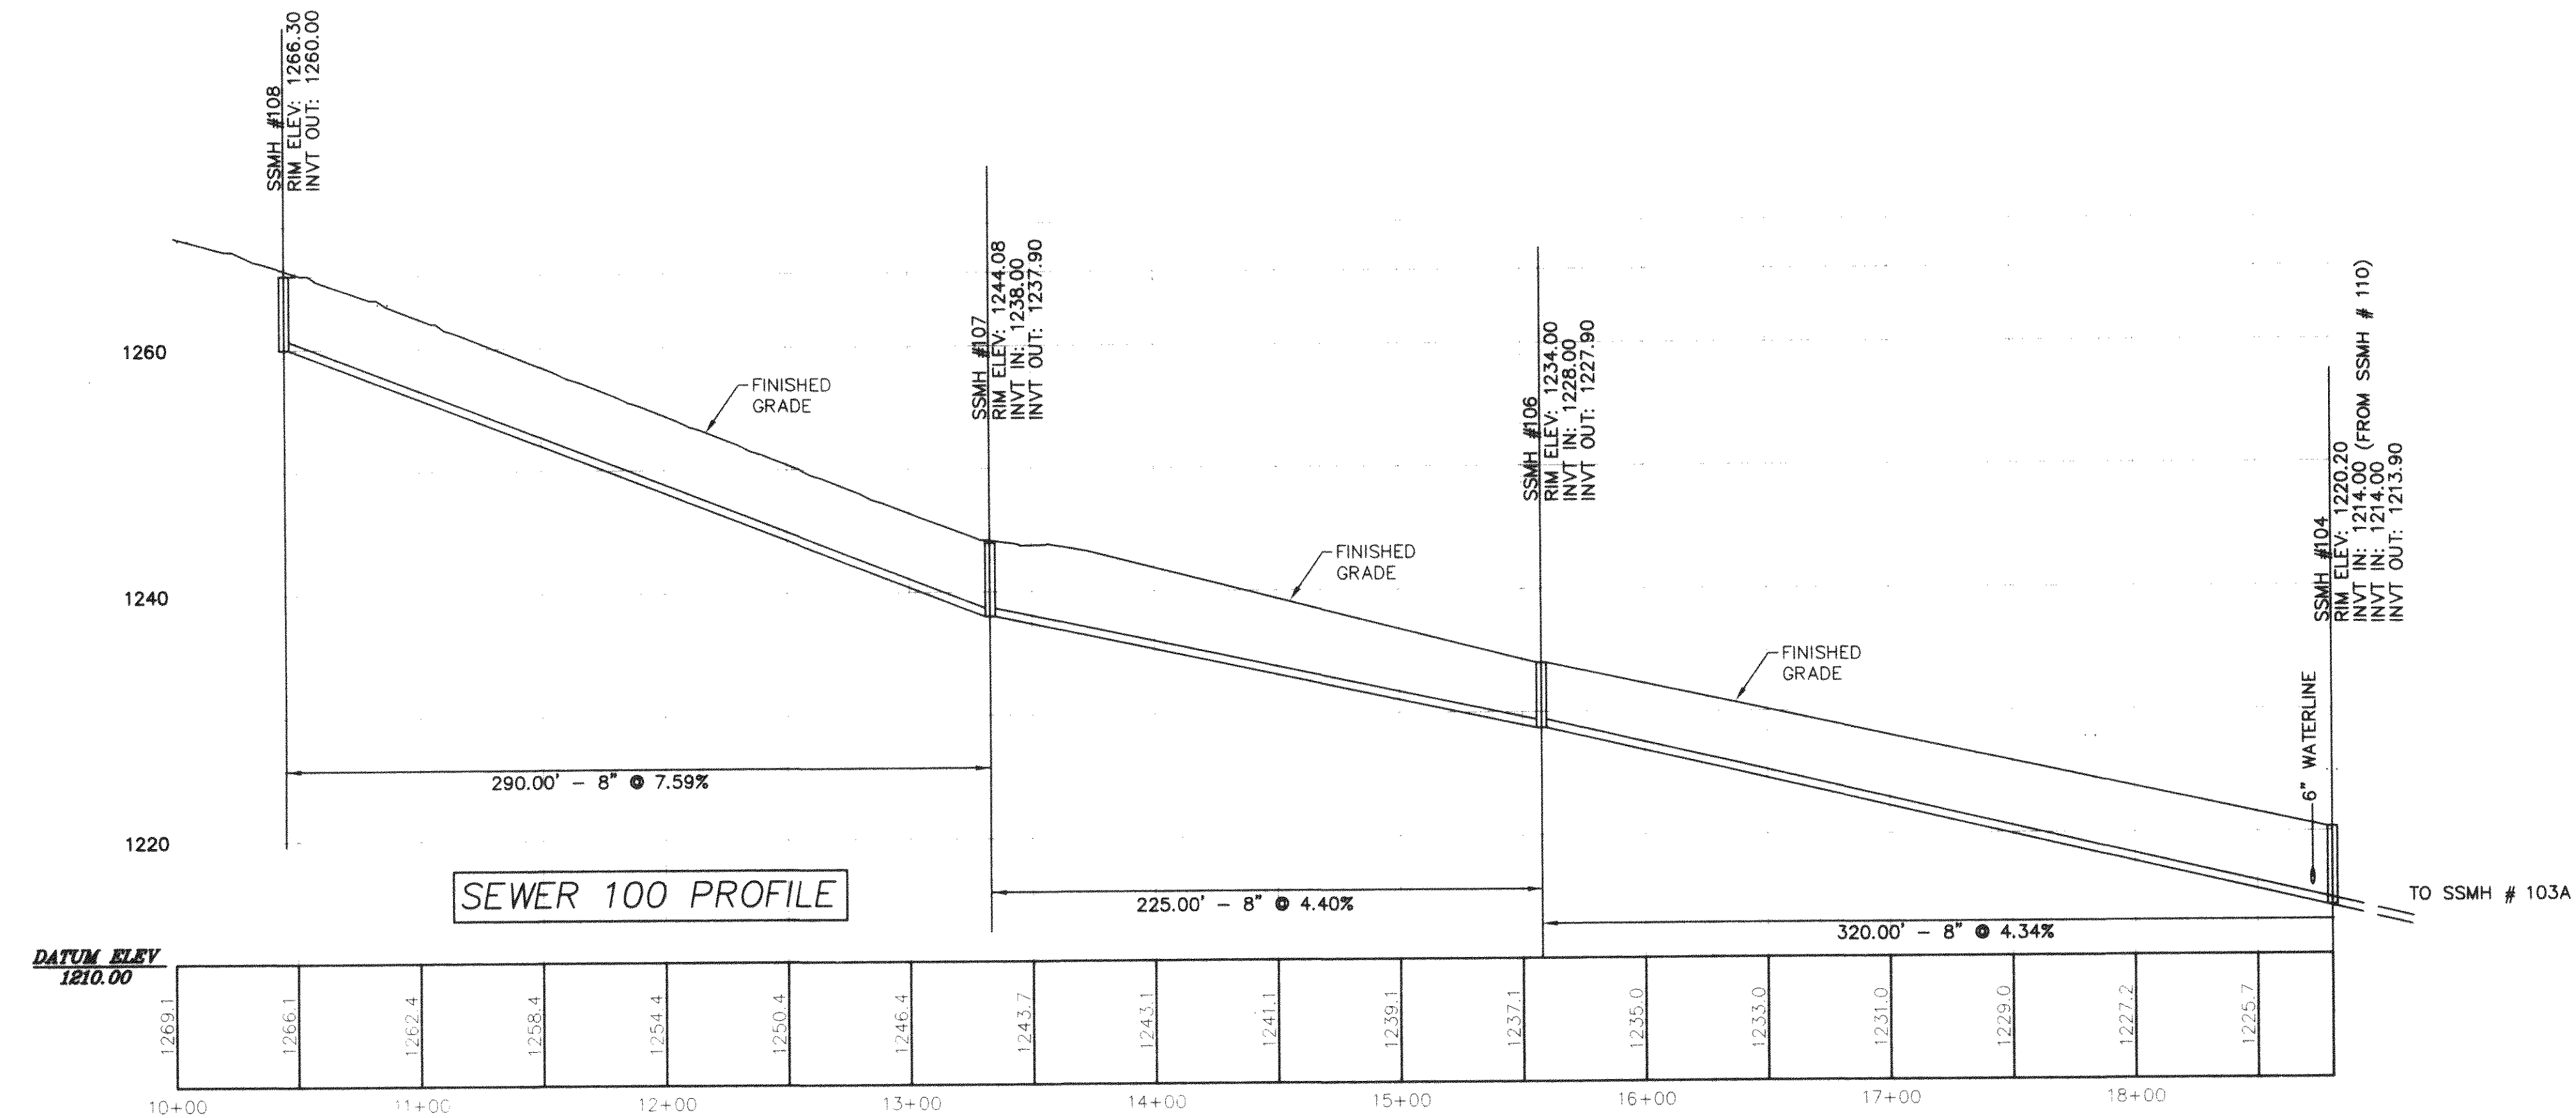 SSMH #108
RIM ELEV: 1266.30
INVT OUT: 1260.00
SSMH #107
RIM ELEV: 1244.08
INVT IN: 1238.00
INVT OUT: 1237.90
SSMH #106
RIM ELEV: 1234.00
INVT IN: 1228.00
INVT OUT: 1227.90
SSMH #104
RIM ELEV: 1220.20
INVT IN: 1214.00 (FROM SSMH # 110)
INVT IN: 1214.00
INVT OUT: 1213.90
1260
1240
1220
FINISHED
GRADE
FINISHED
GRADE
FINISHED
GRADE
6" WATERLINE
290.00' - 8" @ 7.59%
225.00' - 8" @ 4.40%
320.00' - 8" @ 4.34%
TO SSMH # 103A
SEWER 100 PROFILE
DATUM ELEV
1210.00
1269.1
1266.1
1262.4
1258.4
1254.4
1250.4
1246.4
1243.7
1243.1
1241.1
1239.1
1237.1
1235.0
1233.0
1231.0
1229.0
1227.2
1225.7
10+00
11+00
12+00
13+00
14+00
15+00
16+00
17+00
18+00